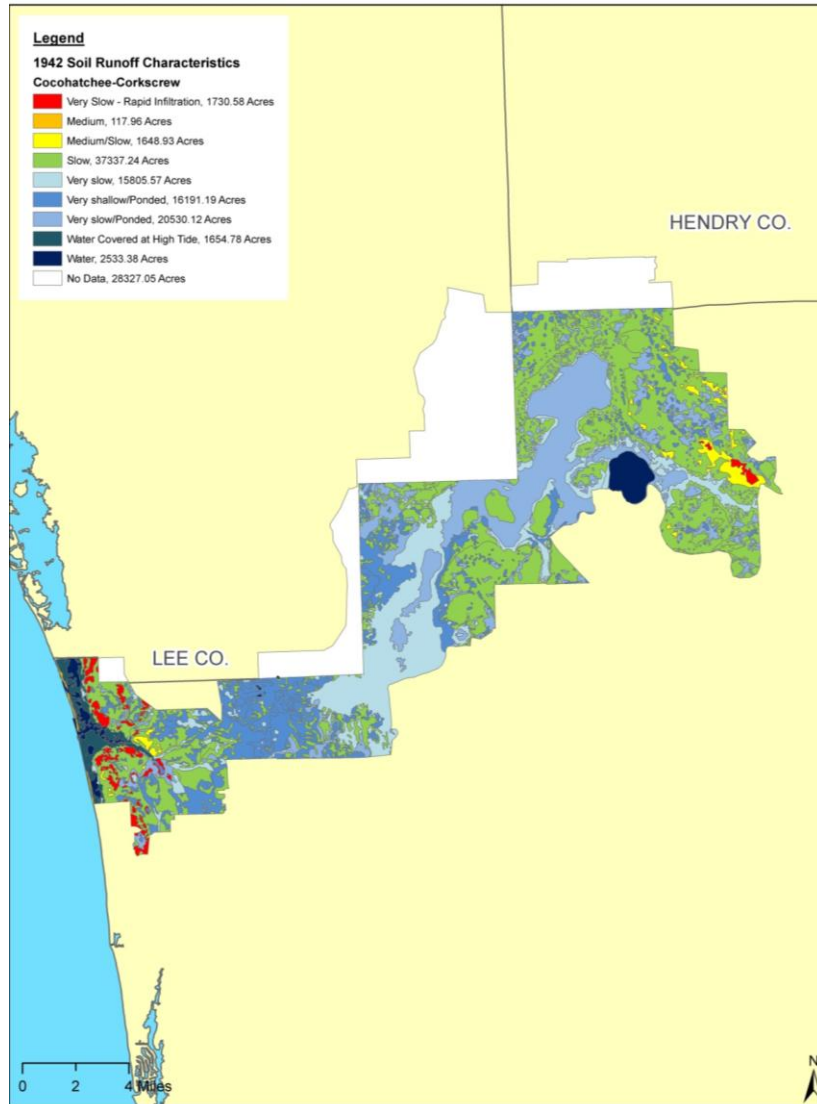 Legend
1942 Soil Runoff Characteristics
Cocohatchee-Corkscrew
Very Slow - Rapid Infiltration, 1730.58 Acres
Medium, 117.96 Acres
Medium/Slow, 1648.93 Acres
Slow, 37337.24 Acres
Very slow, 15805.57 Acres
Very shallow/Ponded, 16191.19 Acres
Very slow/Ponded, 20530.12 Acres
Water Covered at High Tide, 1654.78 Acres
Water, 2533.38 Acres
No Data, 28327.05 Acres
HENDRY CO.
LEE CO.
0 2 4 Miles
N